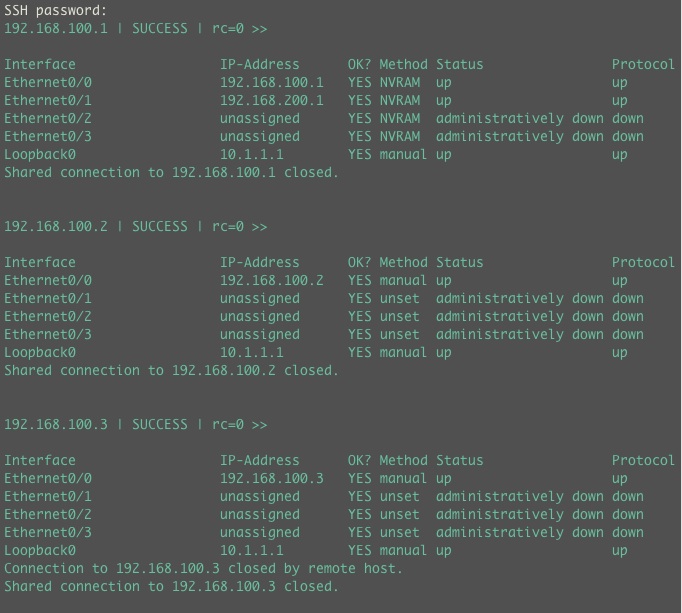 SSH password:
192.168.100.1 | SUCCESS | rc=0 >>
Interface IP-Address OK? Method Status Protocol
Ethernet0/0 192.168.100.1 YES NVRAM up up
Ethernet0/1 192.168.200.1 YES NVRAM up up
Ethernet0/2 unassigned YES NVRAM administratively down down
Ethernet0/3 unassigned YES NVRAM administratively down down
Loopback0 10.1.1.1 YES manual up up
Shared connection to 192.168.100.1 closed.
192.168.100.2 | SUCCESS | rc=0 >>
Interface IP-Address OK? Method Status Protocol
Ethernet0/0 192.168.100.2 YES manual up up
Ethernet0/1 unassigned YES unset administratively down down
Ethernet0/2 unassigned YES unset administratively down down
Ethernet0/3 unassigned YES unset administratively down down
Loopback0 10.1.1.1 YES manual up up
Shared connection to 192.168.100.2 closed.
192.168.100.3 | SUCCESS | rc=0 >>
Interface IP-Address OK? Method Status Protocol
Ethernet0/0 192.168.100.3 YES manual up up
Ethernet0/1 unassigned YES unset administratively down down
Ethernet0/2 unassigned YES unset administratively down down
Ethernet0/3 unassigned YES unset administratively down down
Loopback0 10.1.1.1 YES manual up up
Connection to 192.168.100.3 closed by remote host.
Shared connection to 192.168.100.3 closed.